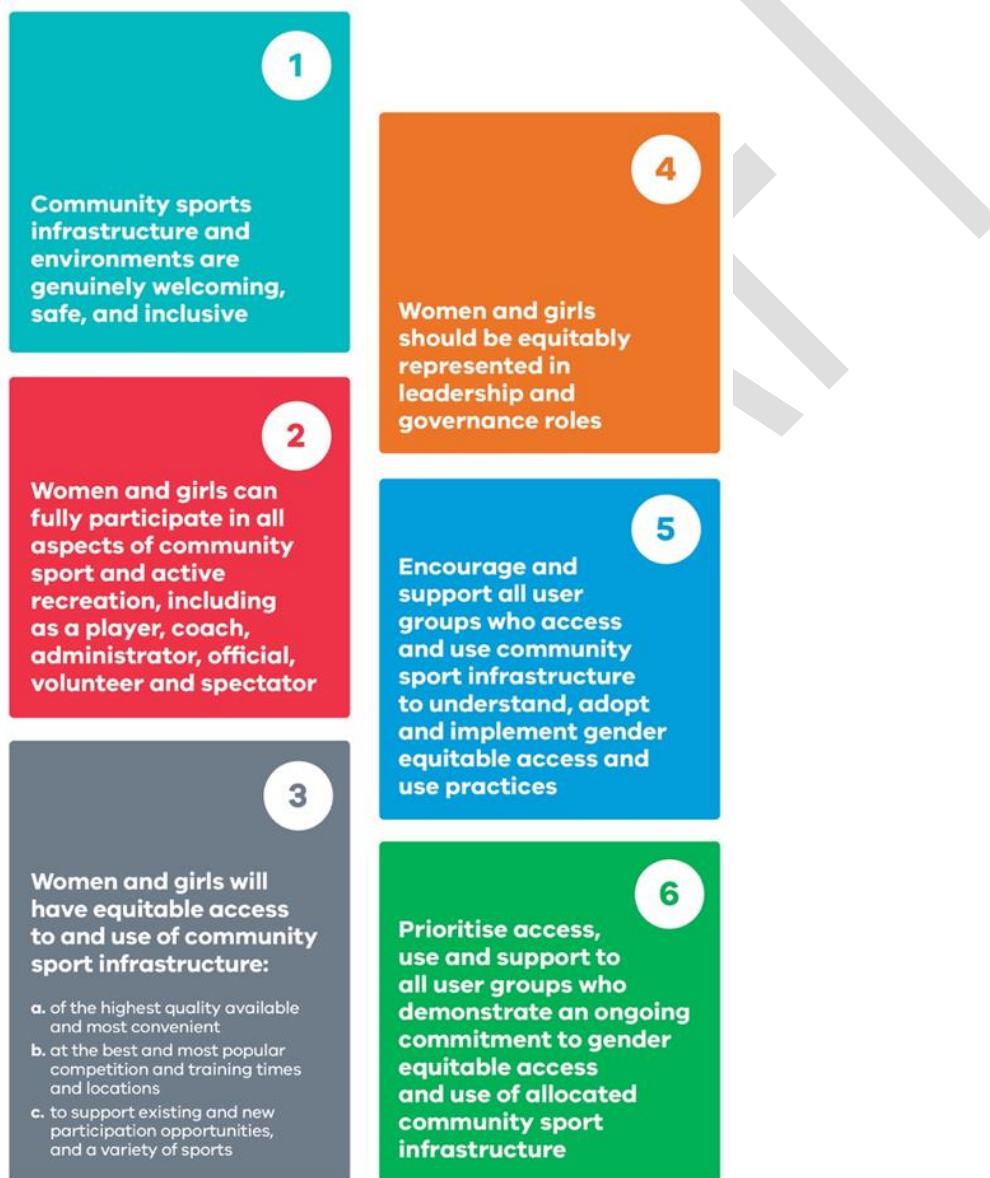 1
Community sports
infrastructure and
environments are
genuinely welcoming,
safe, and inclusive
2
Women and girls can
fully participate in all
aspects of community
sport and active
recreation, including
as a player, coach,
administrator, official,
volunteer and spectator
3
Women and girls will
have equitable access
to and use of community
sport infrastructure:
a. of the highest quality available
and most convenient
b. at the best and most popular
competition and training times
and locations
c. to support existing and new
participation opportunities,
and a variety of sports
4
Women and girls
should be equitably
represented in
leadership and
governance roles
5
Encourage and
support all user
groups who access
and use community
sport infrastructure
to understand, adopt
and implement gender
equitable access and
use practices
6
Prioritise access,
use and support to
all user groups who
demonstrate an ongoing
commitment to gender
equitable access
and use of allocated
community sport
infrastructure